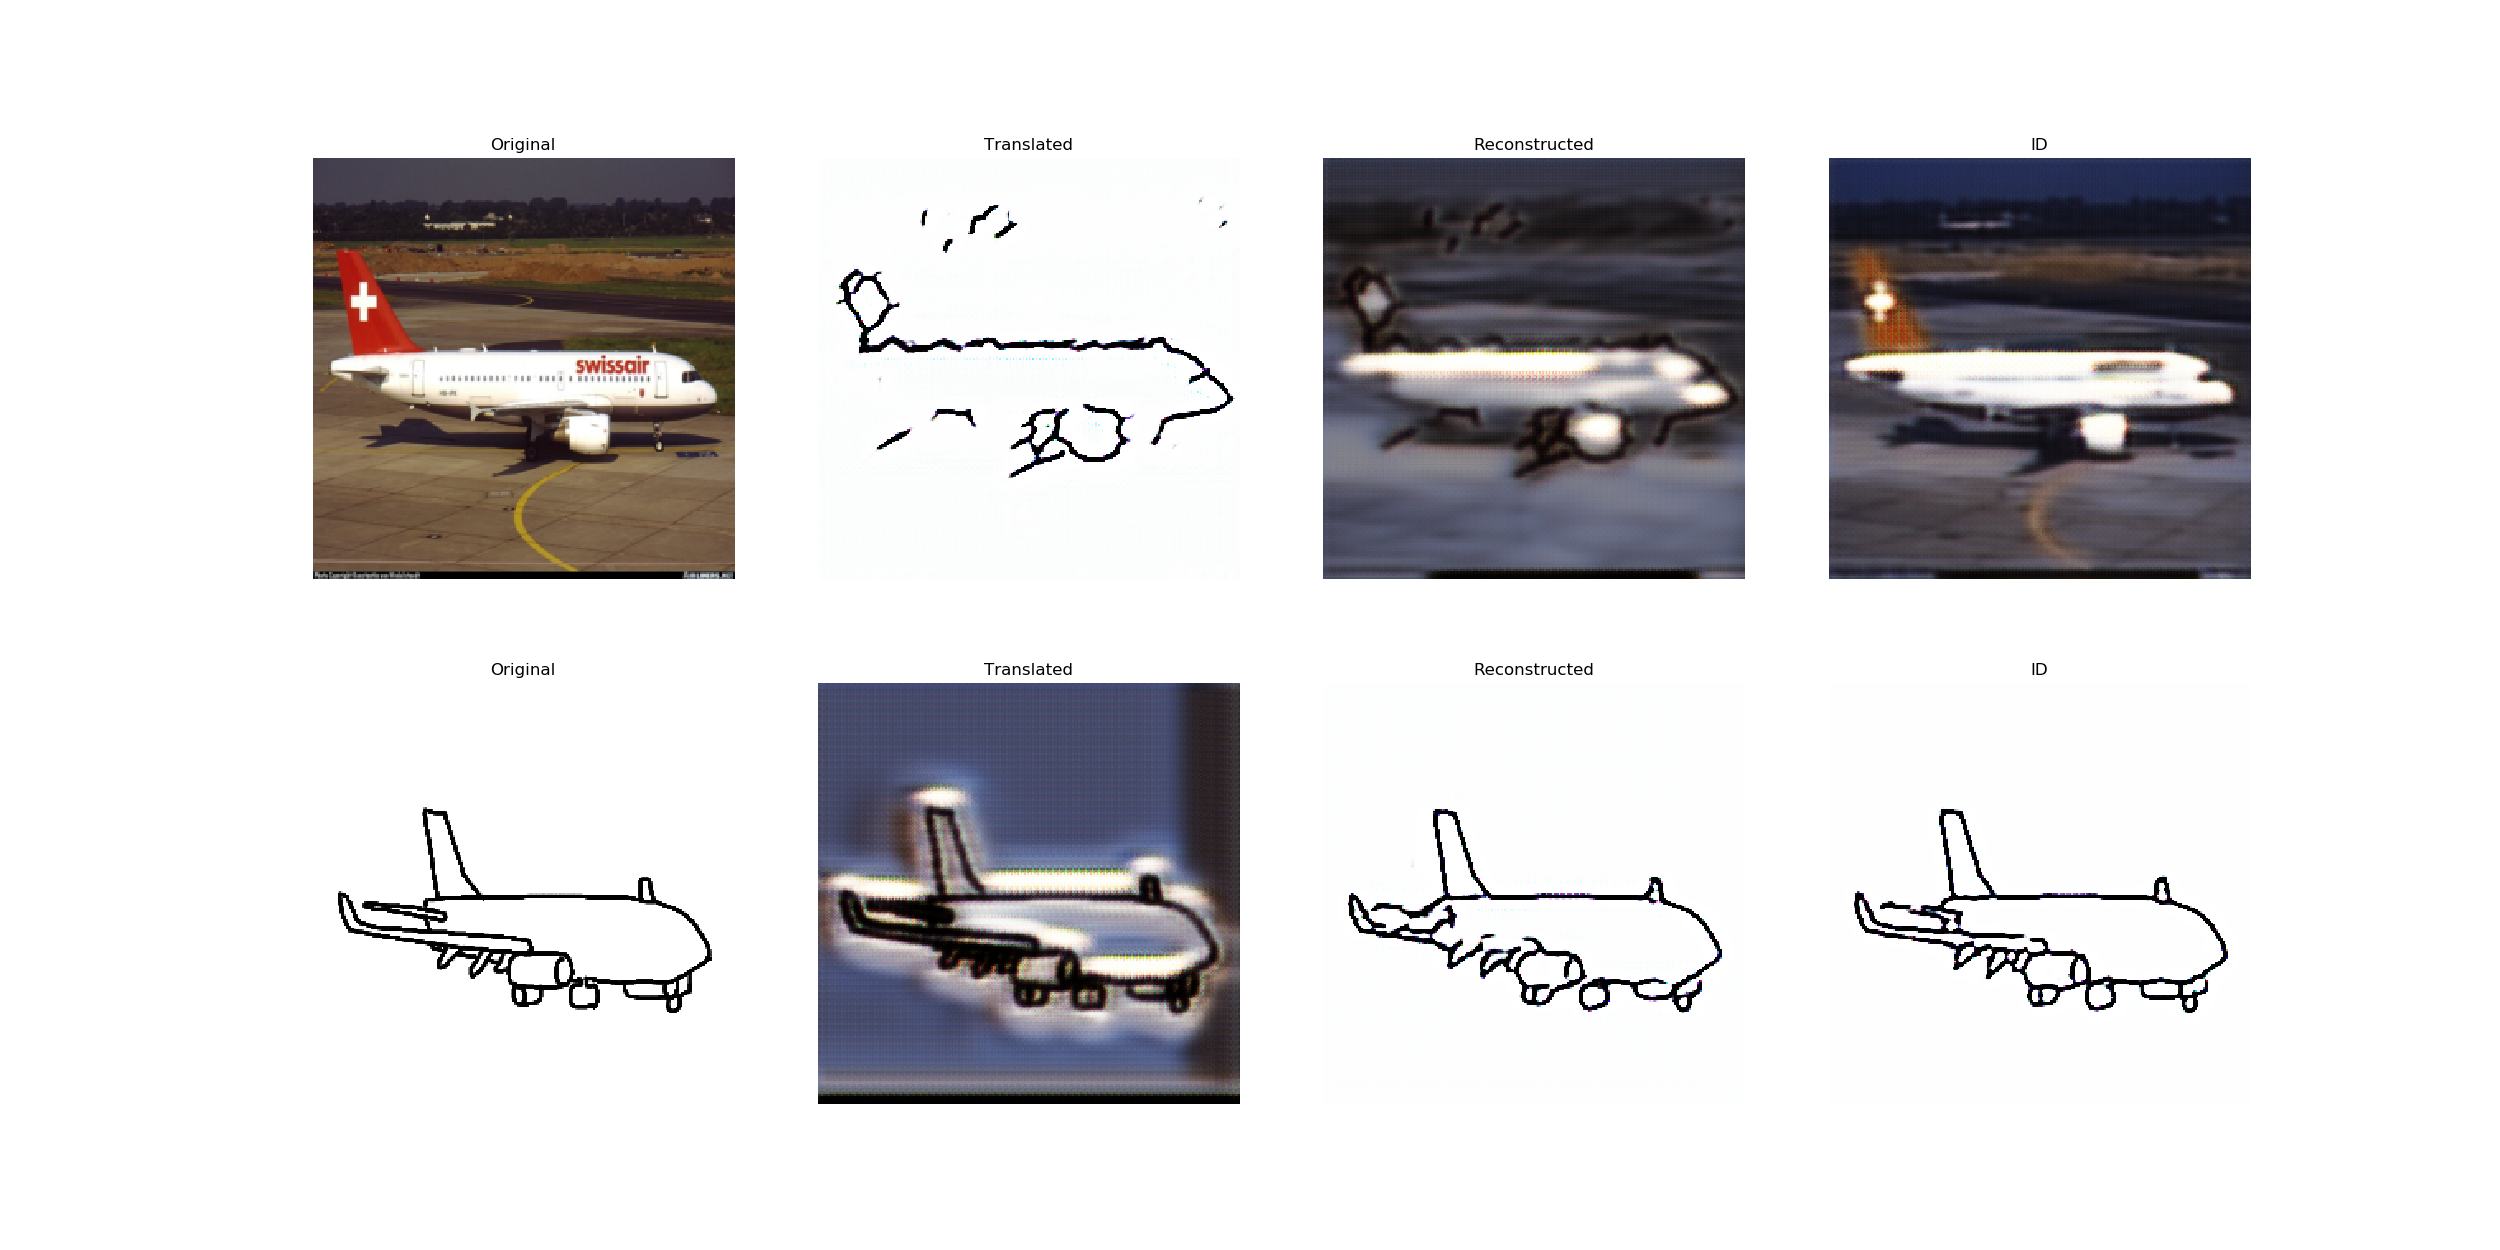 Original
Translated
Reconstructed
ID
swissair
Original
Translated
Reconstructed
ID